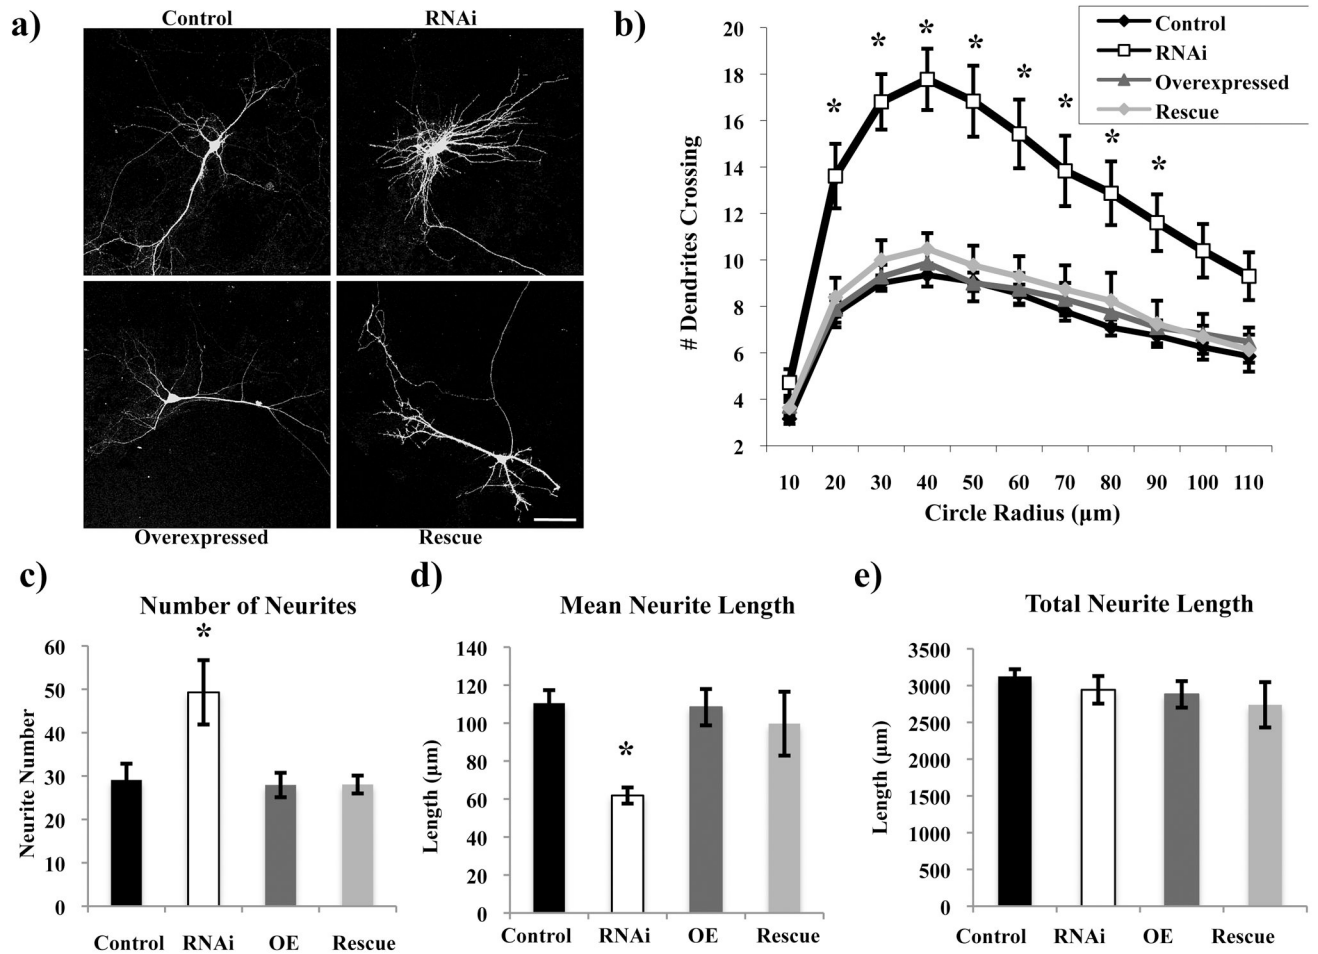 a)
Control
RNAi
Overexpressed
Rescue
b)
Control
RNAi
Overexpressed
Rescue
20
18
16
14
12
10
8
6
4
2
# Dendrites Crossing
* * * * * * * *
10 20 30 40 50 60 70 80 90 100 110
Circle Radius (µm)
c)
Number of Neurites
*
60
50
40
30
20
10
0
Neurite Number
Control RNAi OE Rescue
d)
Mean Neurite Length
*
140
120
100
80
60
40
20
0
Length (µm)
Control RNAi OE Rescue
e)
Total Neurite Length
3500
3000
2500
2000
1500
1000
500
0
Length (µm)
Control RNAi OE Rescue